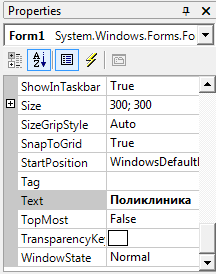 Properties
Form1 System.Windows.Forms.Fo
ShowInTaskbar True
Size 300; 300
SizeGripStyle Auto
SnapToGrid True
StartPosition WindowsDefaultL
Tag
Text Поликлиника
TopMost False
TransparencyKey
WindowState Normal